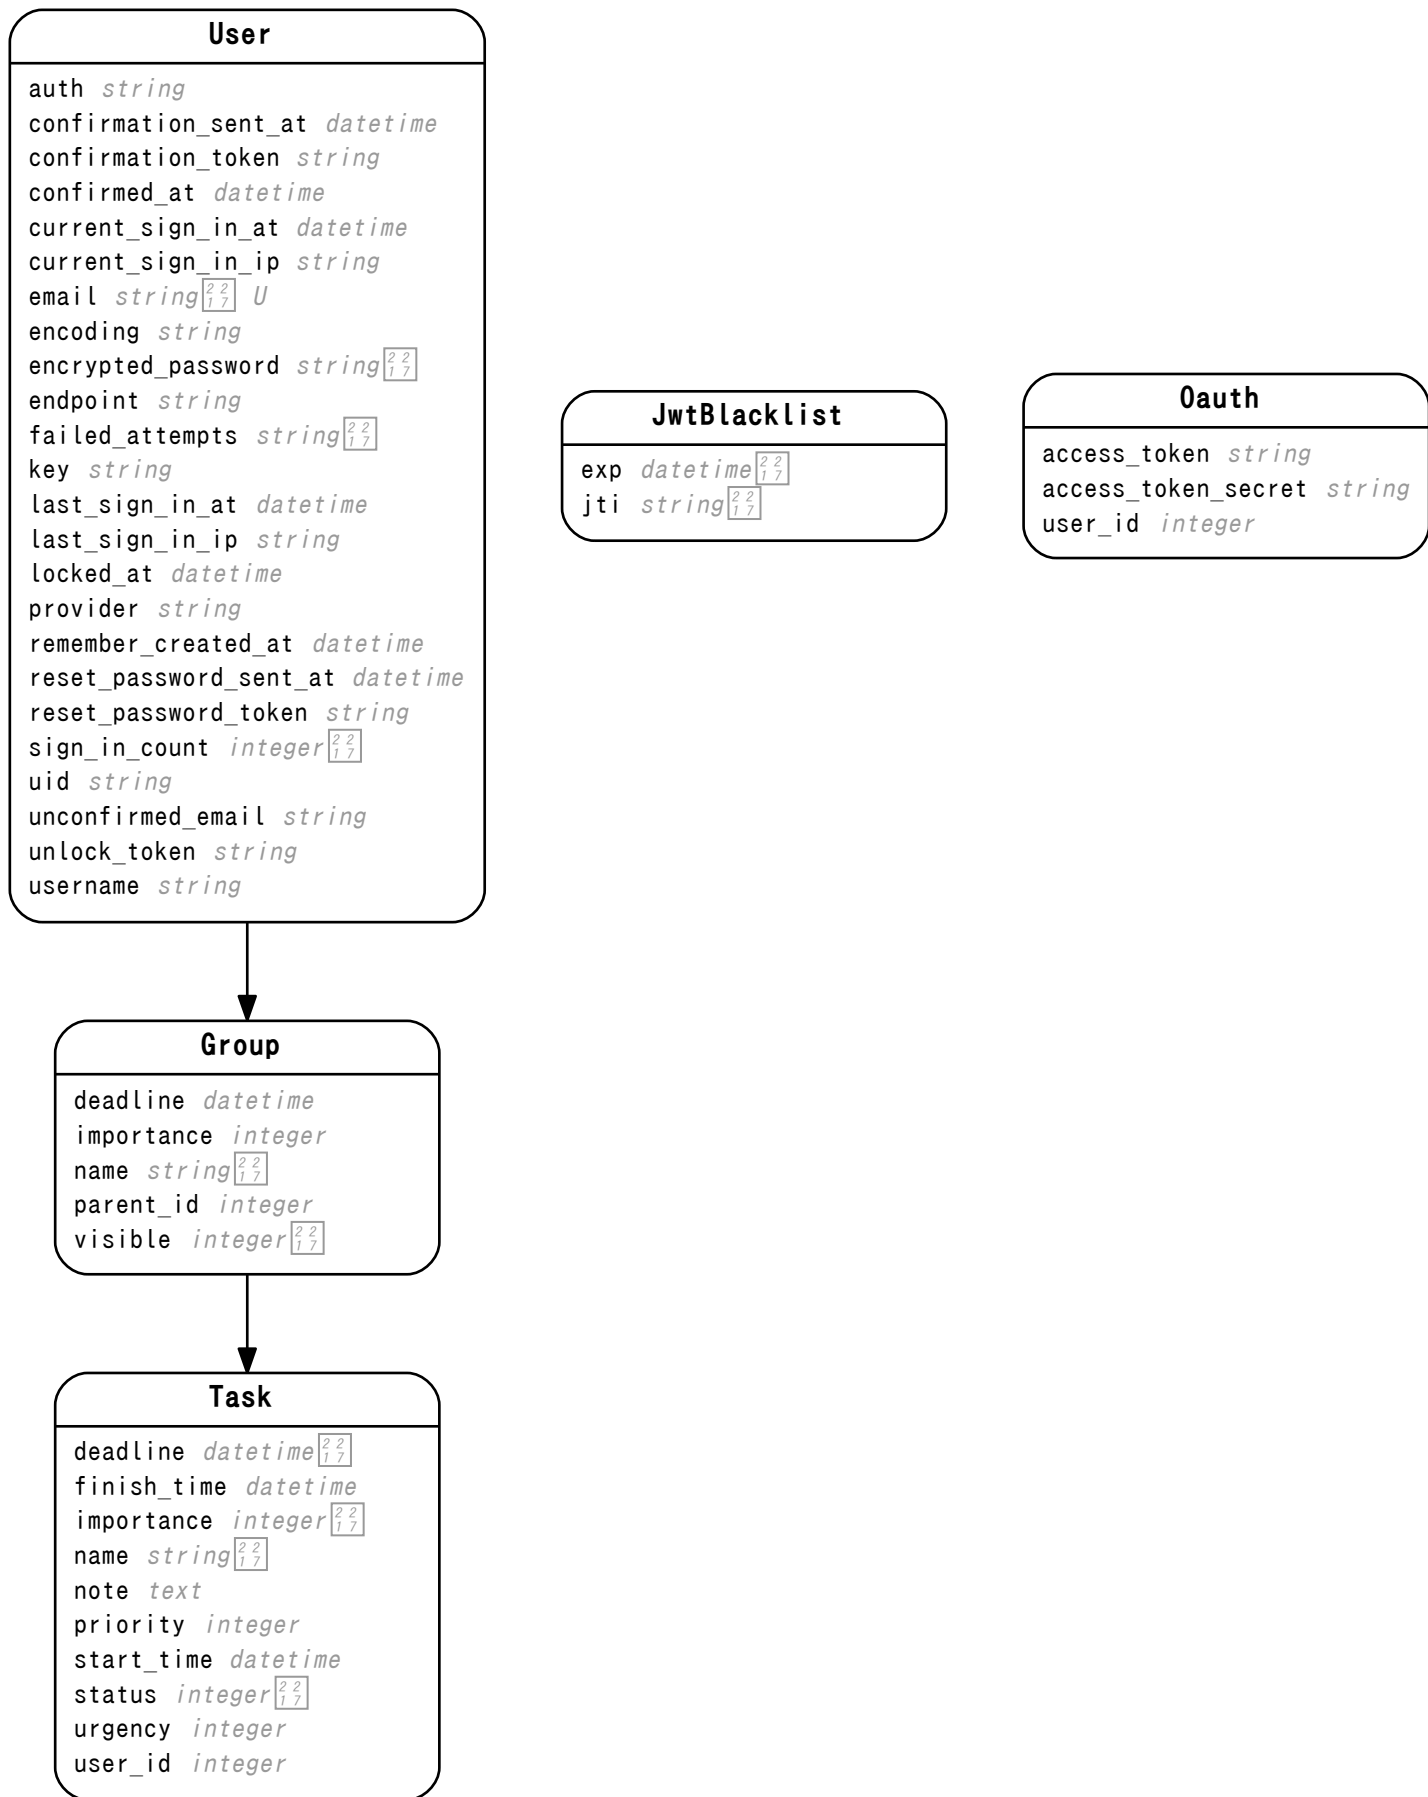 User
auth string
confirmation_sent_at datetime
confirmation_token string
confirmed_at datetime
current_sign_in_at datetime
current_sign_in_ip string
email string∗ U
encoding string
encrypted_password string∗
endpoint string
failed_attempts string∗
key string
last_sign_in_at datetime
last_sign_in_ip string
locked_at datetime
provider string
remember_created_at datetime
reset_password_sent_at datetime
reset_password_token string
sign_in_count integer∗
uid string
unconfirmed_email string
unlock_token string
username string
JwtBlacklist
exp datetime∗
jti string∗
Oauth
access_token string
access_token_secret string
user_id integer
Group
deadline datetime
importance integer
name string∗
parent_id integer
visible integer∗
Task
deadline datetime∗
finish_time datetime
importance integer∗
name string∗
note text
priority integer
start_time datetime
status integer∗
urgency integer
user_id integer